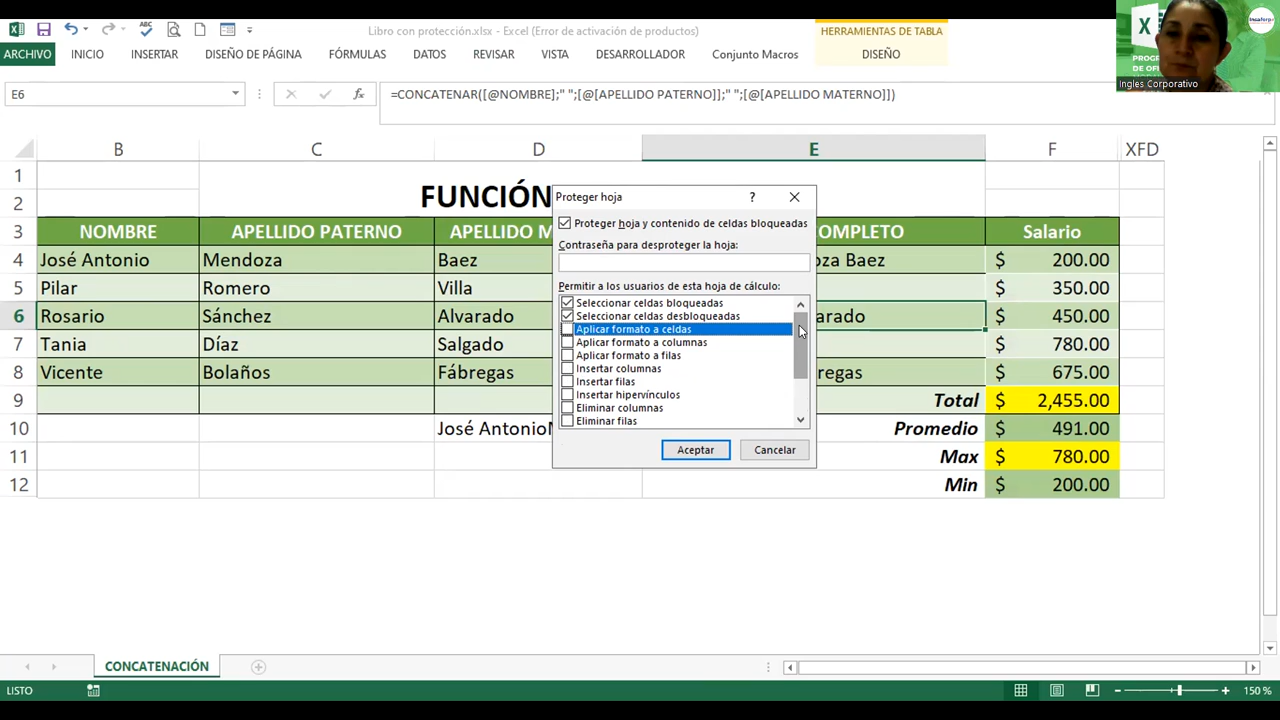 Libro con protección.xlsx - Excel (Error de activación de productos)
HERRAMIENTAS DE TABLA
ARCHIVO INICIO INSERTAR DISEÑO DE PÁGINA FÓRMULAS DATOS REVISAR VISTA DESARROLLADOR Conjunto Macros DISEÑO
Ingles Corporativo
E6
=CONCATENAR([@NOMBRE];" ";[@[APELLIDO PATERNO]];" ";[@[APELLIDO MATERNO]])
B C D E F XFD
1
2 FUNCIÓN
3 NOMBRE APELLIDO PATERNO APELLIDO M OMPLETO Salario
4 José Antonio Mendoza Baez oza Baez $ 200.00
5 Pilar Romero Villa $ 350.00
6 Rosario Sánchez Alvarado arado $ 450.00
7 Tania Díaz Salgado $ 780.00
8 Vicente Bolaños Fábregas regas $ 675.00
9 Total $ 2,455.00
10 José Antonio Promedio $ 491.00
11 Max $ 780.00
12 Min $ 200.00
Proteger hoja ?
Proteger hoja y contenido de celdas bloqueadas
Contraseña para desproteger la hoja:
Permitir a los usuarios de esta hoja de cálculo:
Seleccionar celdas bloqueadas
Seleccionar celdas desbloqueadas
Aplicar formato a celdas
Aplicar formato a columnas
Aplicar formato a filas
Insertar columnas
Insertar filas
Insertar hipervínculos
Eliminar columnas
Eliminar filas
Aceptar Cancelar
CONCATENACIÓN
LISTO
150 %